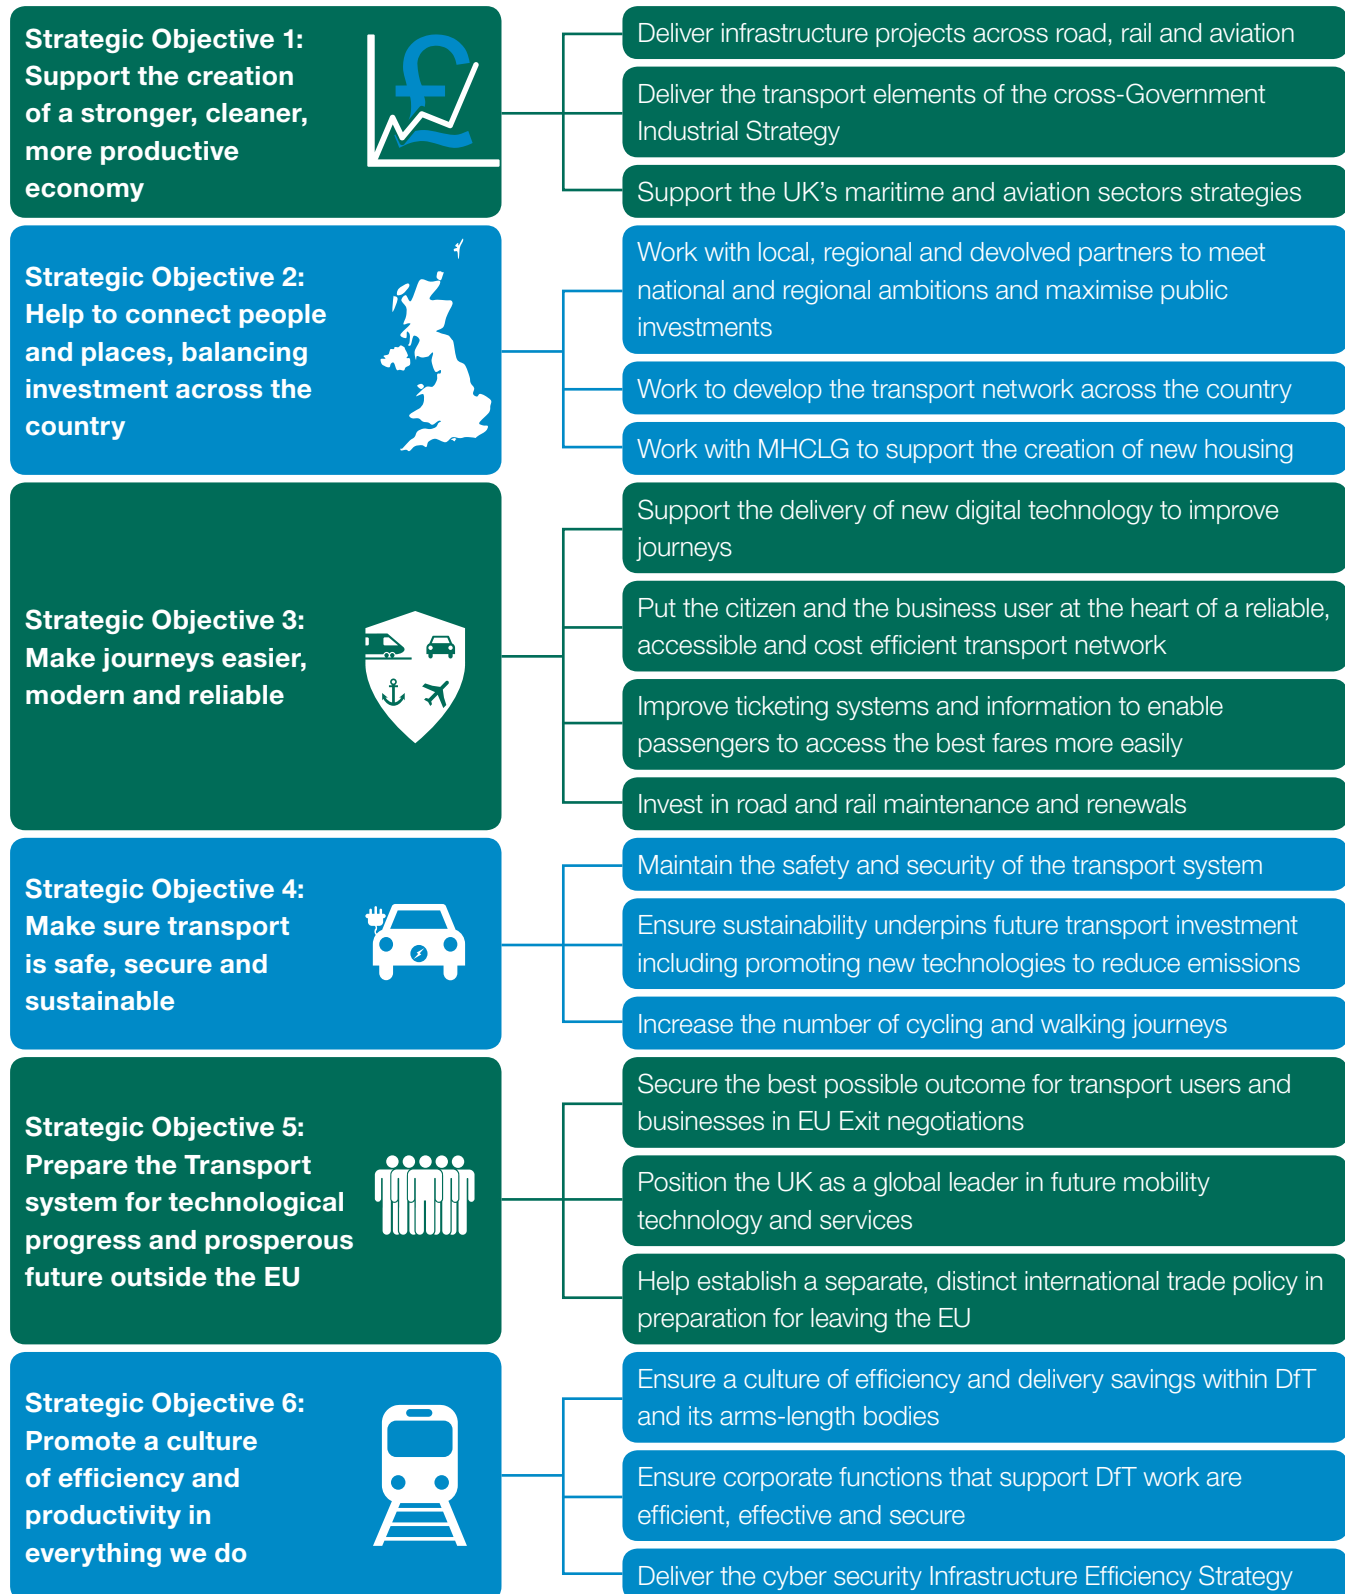 Strategic Objective 1:
Support the creation
of a stronger, cleaner,
more productive
economy
Deliver infrastructure projects across road, rail and aviation
Deliver the transport elements of the cross-Government
Industrial Strategy
Support the UK’s maritime and aviation sectors strategies
Strategic Objective 2:
Help to connect people
and places, balancing
investment across the
country
Work with local, regional and devolved partners to meet
national and regional ambitions and maximise public
investments
Work to develop the transport network across the country
Work with MHCLG to support the creation of new housing
Strategic Objective 3:
Make journeys easier,
modern and reliable
Support the delivery of new digital technology to improve
journeys
Put the citizen and the business user at the heart of a reliable,
accessible and cost efficient transport network
Improve ticketing systems and information to enable
passengers to access the best fares more easily
Invest in road and rail maintenance and renewals
Strategic Objective 4:
Make sure transport
is safe, secure and
sustainable
Maintain the safety and security of the transport system
Ensure sustainability underpins future transport investment
including promoting new technologies to reduce emissions
Increase the number of cycling and walking journeys
Strategic Objective 5:
Prepare the Transport
system for technological
progress and prosperous
future outside the EU
Secure the best possible outcome for transport users and
businesses in EU Exit negotiations
Position the UK as a global leader in future mobility
technology and services
Help establish a separate, distinct international trade policy in
preparation for leaving the EU
Strategic Objective 6:
Promote a culture
of efficiency and
productivity in
everything we do
Ensure a culture of efficiency and delivery savings within DfT
and its arms-length bodies
Ensure corporate functions that support DfT work are
efficient, effective and secure
Deliver the cyber security Infrastructure Efficiency Strategy